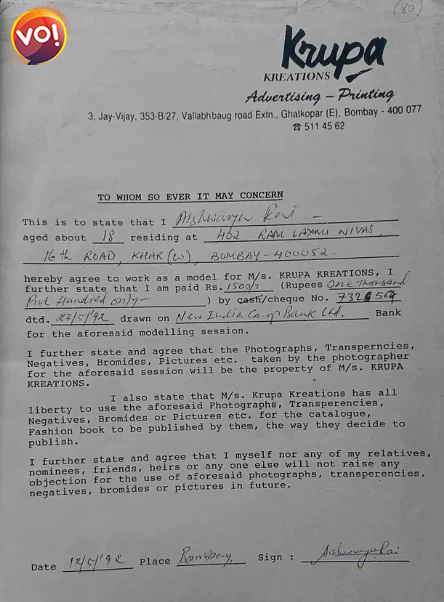 (80)
VO!
Krupa
KREATIONS
Advertising – Printing
3, Jay-Vijay, 353-B/27, Vallabhbaug road Extn., Ghatkopar (E), Bombay - 400 077
☎ 511 45 62
TO WHOM SO EVER IT MAY CONCERN
This is to state that I Aishwarya Rai –
aged about 18 residing at 402 RAM LAXMI NIVAS,
16th ROAD, KHAR (W), BOMBAY-400052.
hereby agree to work as a model for M/s. KRUPA KREATIONS, I
further state that I am paid Rs. 1500/- (Rupees One thousand
five Hundred only– ) by cash/cheque No.
dtd. 23/5/92 drawn on New India Co-op Bank Ltd. Bank
for the aforesaid modelling session.
I further state and agree that the Photographs, Transperncies,
Negatives, Bromides, Pictures etc. taken by the photographer
for the aforesaid session will be the property of M/s. KRUPA
KREATIONS.
I also state that M/s. Krupa Kreations has all
liberty to use the aforesaid Photographs, Transperencies,
Negatives, Bromides or Pictures etc. for the catalogue,
Fashion book to be published by them, the way they decide to
publish.
I further state and agree that I myself nor any of my relatives,
nominees, friends, heirs or any one else will not raise any
objection for the use of aforesaid photographs, transperencies,
negatives, bromides or pictures in future.
Date Place Bombay Sign : Aishwarya Rai